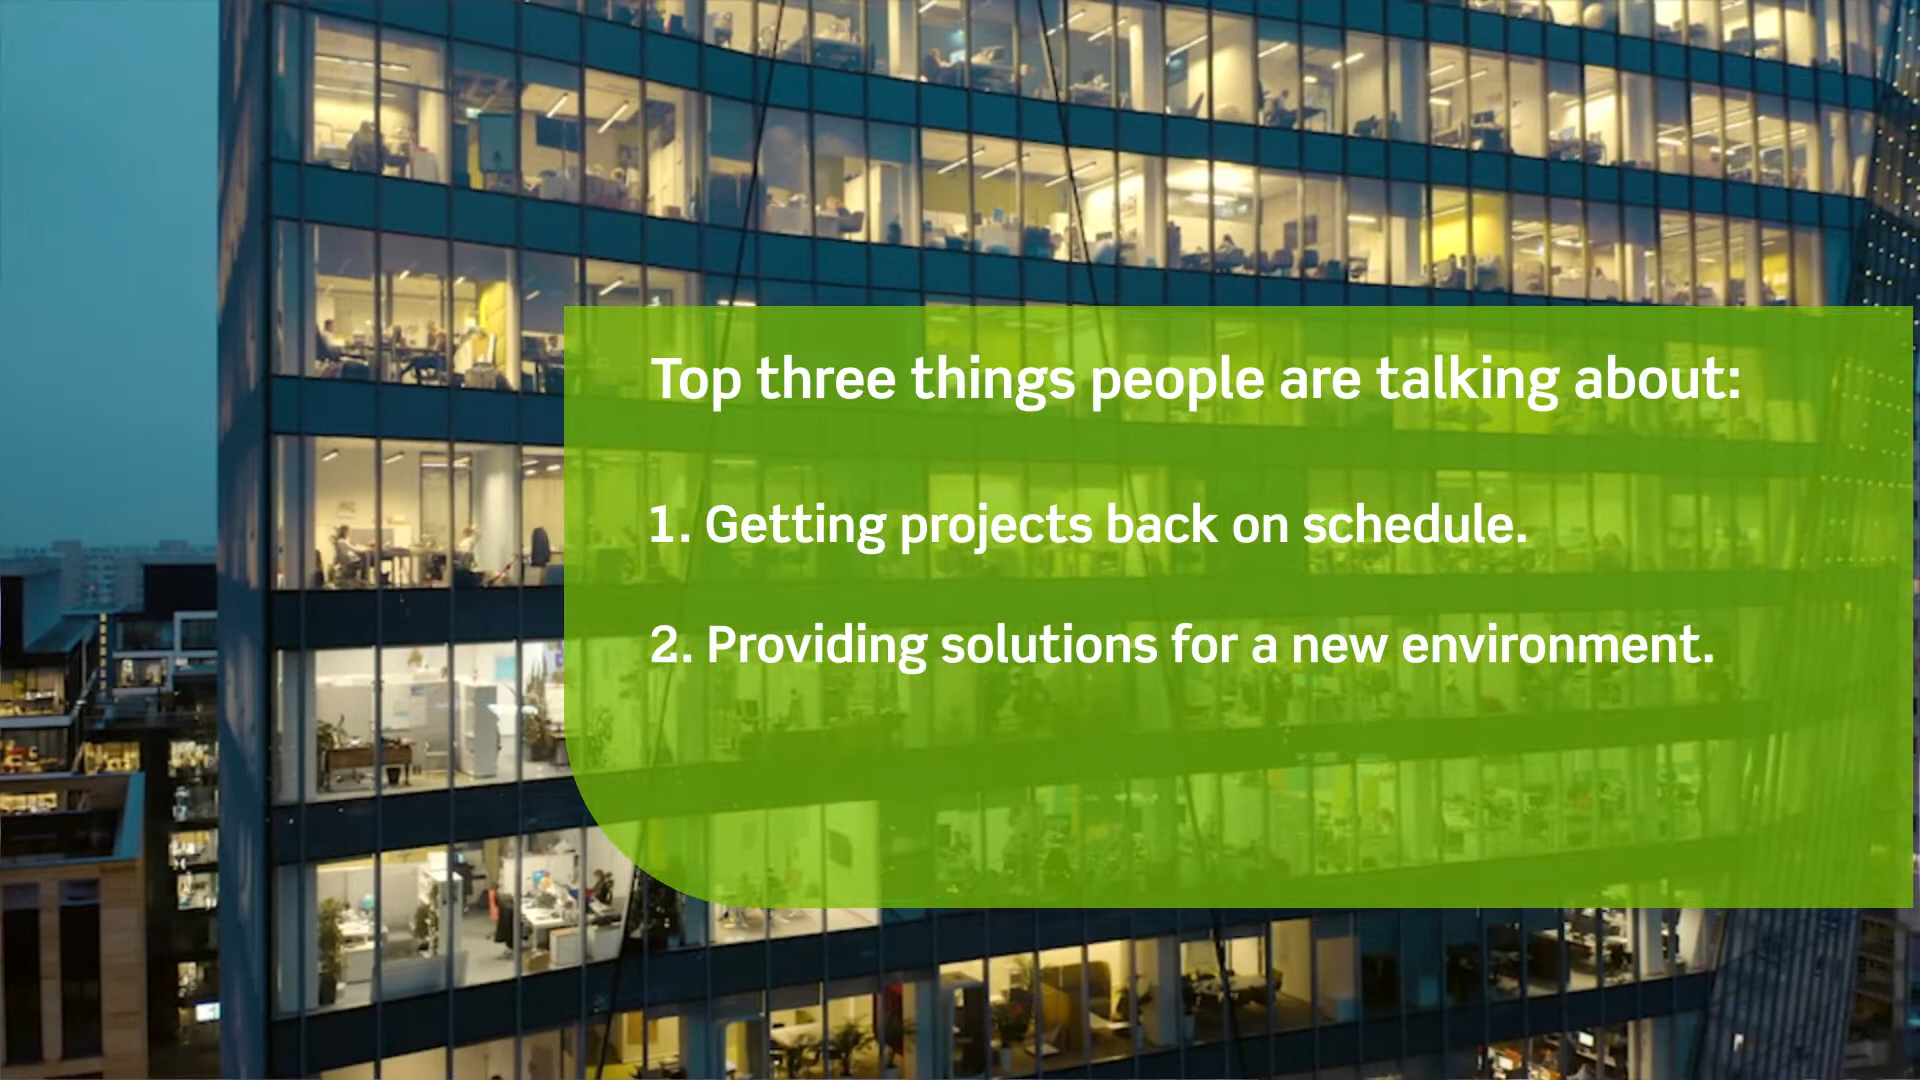 Top three things people are talking about:
1. Getting projects back on schedule.
2. Providing solutions for a new environment.